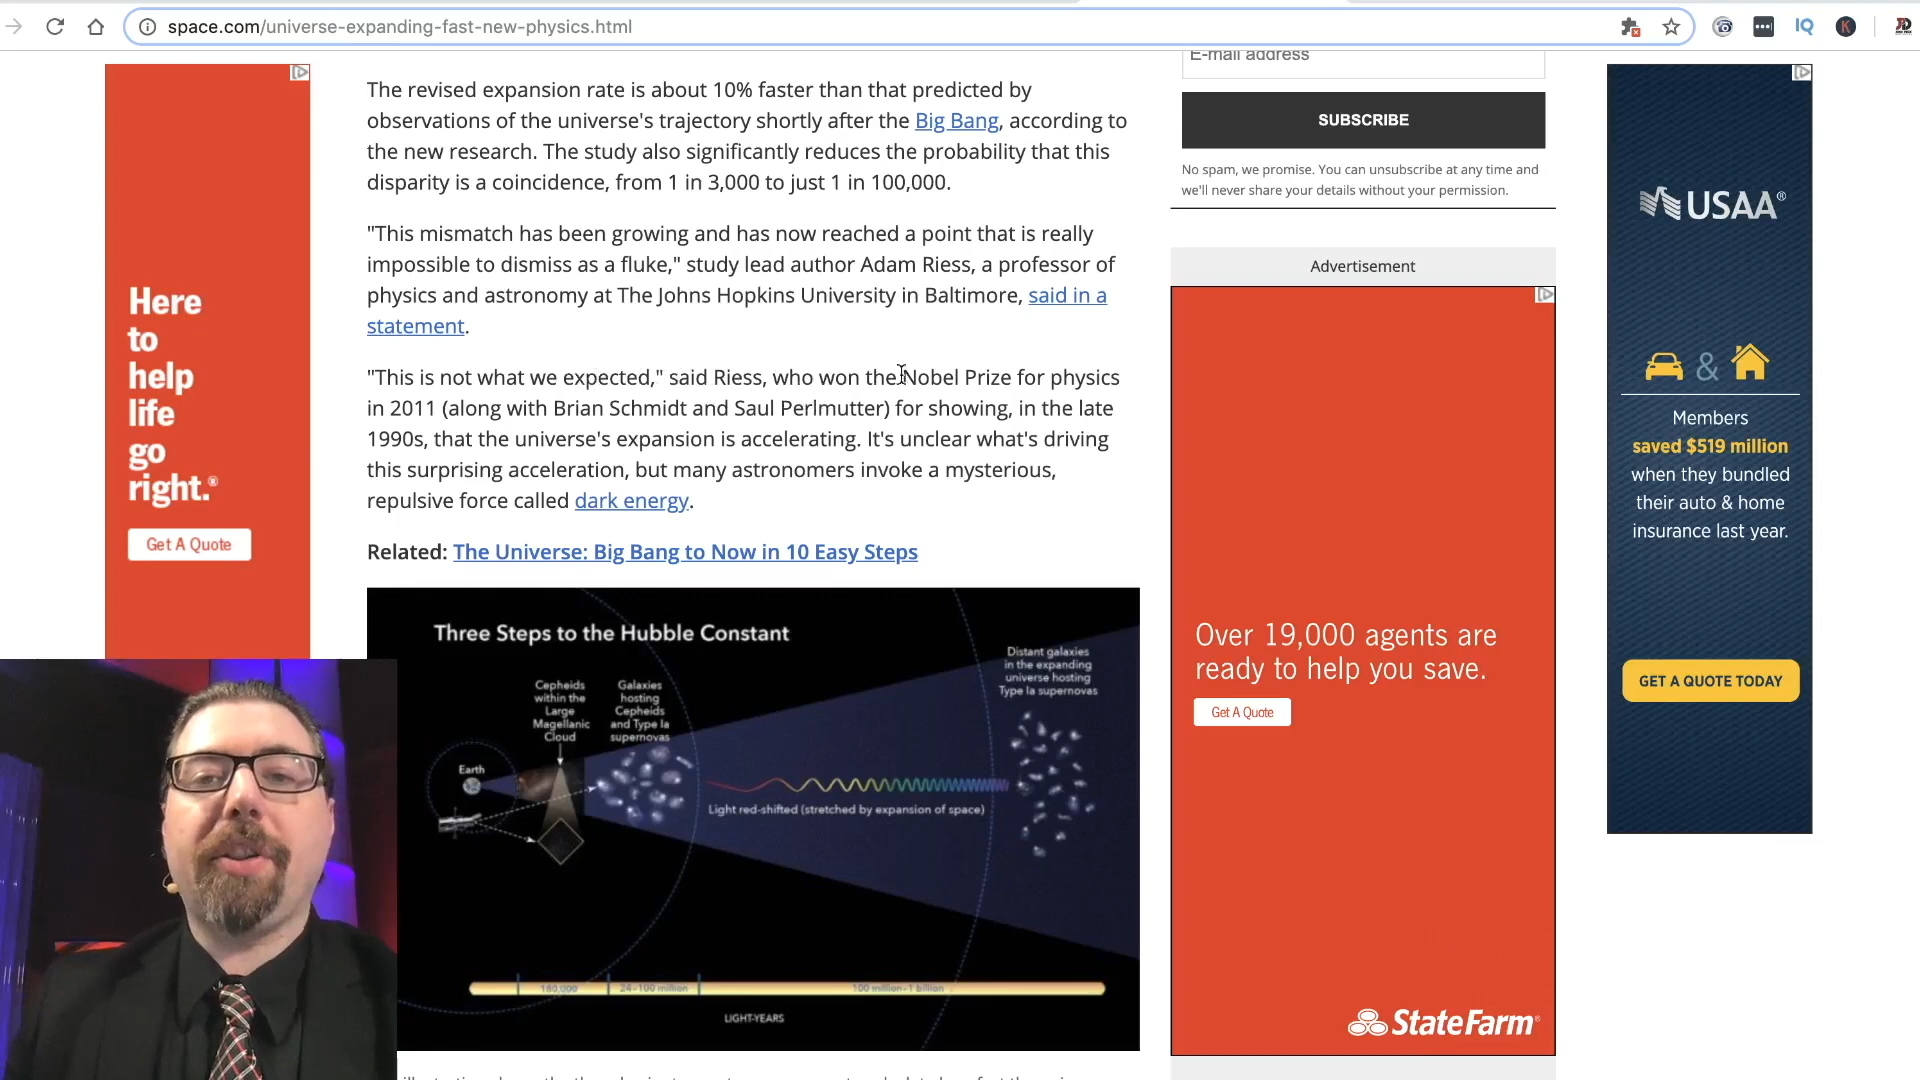 space.com/universe-expanding-fast-new-physics.html
IQ
K
Here
to
help
life
go
right.®
Get A Quote
The revised expansion rate is about 10% faster than that predicted by
observations of the universe's trajectory shortly after the Big Bang, according to
the new research. The study also significantly reduces the probability that this
disparity is a coincidence, from 1 in 3,000 to just 1 in 100,000.
"This mismatch has been growing and has now reached a point that is really
impossible to dismiss as a fluke," study lead author Adam Riess, a professor of
physics and astronomy at The Johns Hopkins University in Baltimore, said in a
statement.
"This is not what we expected," said Riess, who won the Nobel Prize for physics
in 2011 (along with Brian Schmidt and Saul Perlmutter) for showing, in the late
1990s, that the universe's expansion is accelerating. It's unclear what's driving
this surprising acceleration, but many astronomers invoke a mysterious,
repulsive force called dark energy.
Related: The Universe: Big Bang to Now in 10 Easy Steps
Three Steps to the Hubble Constant
Earth
Cepheids
within the
Large
Magellanic
Cloud
Galaxies
hosting
Cepheids
and Type Ia
supernovas
Light red-shifted (stretched by expansion of space)
Distant galaxies
in the expanding
universe hosting
Type Ia supernovas
180,000
24–100 million
100 million–1 billion
LIGHT-YEARS
E-mail address
SUBSCRIBE
No spam, we promise. You can unsubscribe at any time and
we'll never share your details without your permission.
Advertisement
Over 19,000 agents are
ready to help you save.
Get A Quote
StateFarm®
USAA®
&
Members
saved $519 million
when they bundled
their auto & home
insurance last year.
GET A QUOTE TODAY